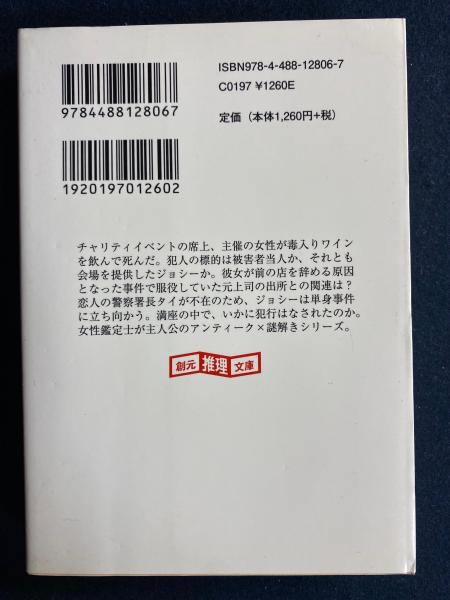 ISBN978-4-488-12806-7
C0197 ¥1260E
定価（本体1,260円+税）
9784488128067
1920197012602
チャリティイベントの席上、主催の女性が毒入りワイン
を飲んで死んだ。犯人の標的は被害者当人か、それとも
会場を提供したジョシーか。彼女が前の店を辞める原因
となった事件で服役していた元上司の出所との関連は？
恋人の警察署長タイが不在のため、ジョシーは単身事件
に立ち向かう。満座の中で、いかに犯行はなされたのか。
女性鑑定士が主人公のアンティーク×謎解きシリーズ。
創元推理文庫